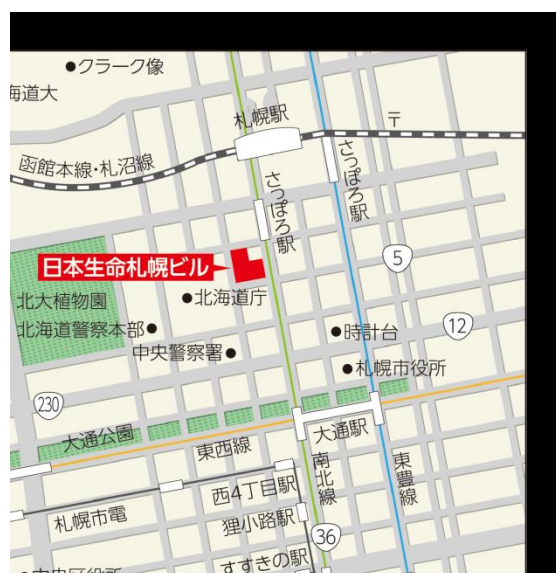 クラーク像
海道大
札幌駅
〒
函館本線・札沼線
さっぽろ駅
さっぽろ駅
日本生命札幌ビル
5
北大植物園
北海道庁
北海道警察本部
時計台
12
中央警察署
札幌市役所
230
大通公園
大通駅
東西線
南北線
東豊線
西4丁目駅
札幌市電
狸小路駅
36
すすきの駅
中央区役所